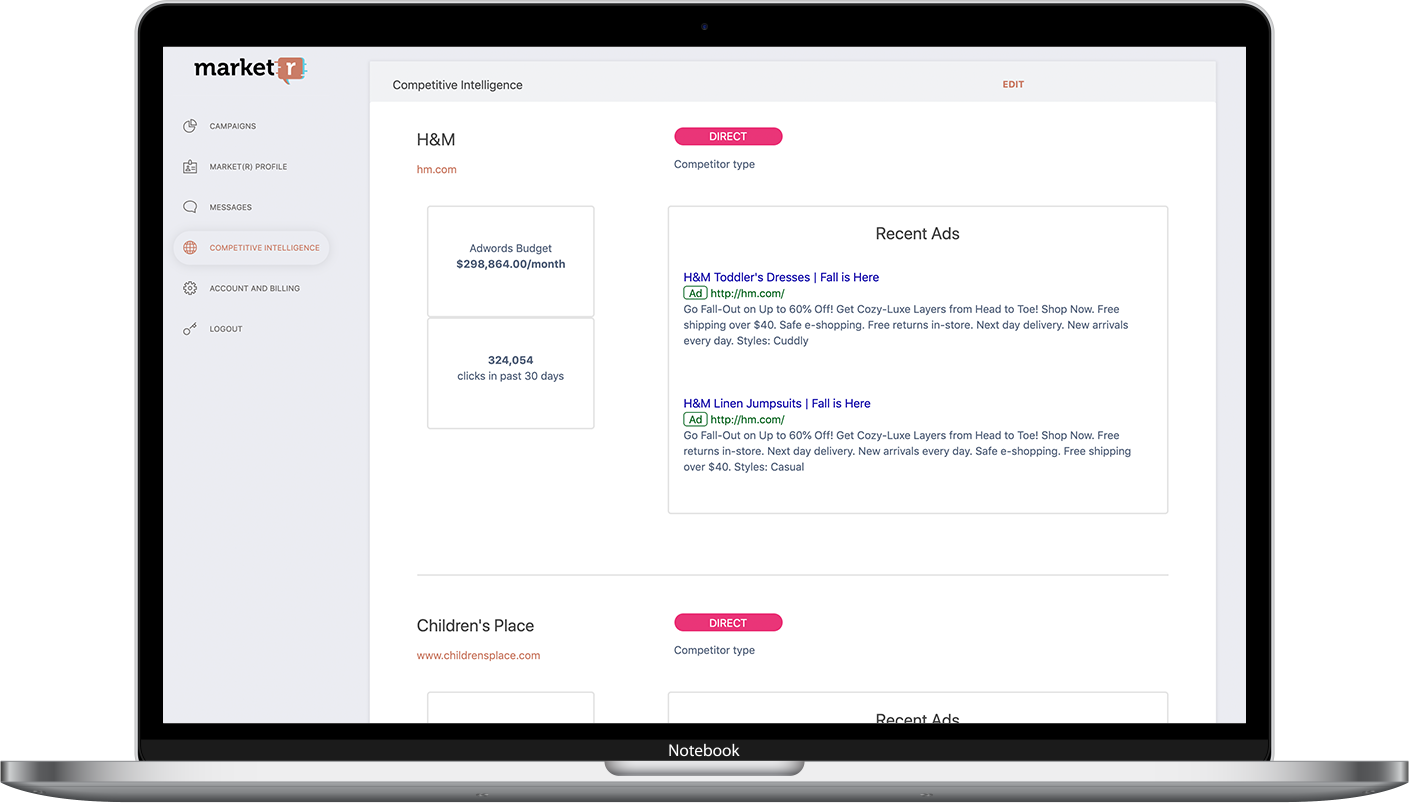 market r
CAMPAIGNS
MARKET(R) PROFILE
MESSAGES
COMPETITIVE INTELLIGENCE
ACCOUNT AND BILLING
LOGOUT
Competitive Intelligence
EDIT
H&M
hm.com
DIRECT
Competitor type
Adwords Budget
$298,864.00/month
324,054
clicks in past 30 days
Recent Ads
H&M Toddler's Dresses | Fall is Here
Ad http://hm.com/
Go Fall-Out on Up to 60% Off! Get Cozy-Luxe Layers from Head to Toe! Shop Now. Free
shipping over $40. Safe e-shopping. Free returns in-store. Next day delivery. New arrivals
every day. Styles: Cuddly
H&M Linen Jumpsuits | Fall is Here
Ad http://hm.com/
Go Fall-Out on Up to 60% Off! Get Cozy-Luxe Layers from Head to Toe! Shop Now. Free
returns in-store. Next day delivery. New arrivals every day. Safe e-shopping. Free shipping
over $40. Styles: Casual
Children's Place
www.childrensplace.com
DIRECT
Competitor type
Recent Ads
Notebook